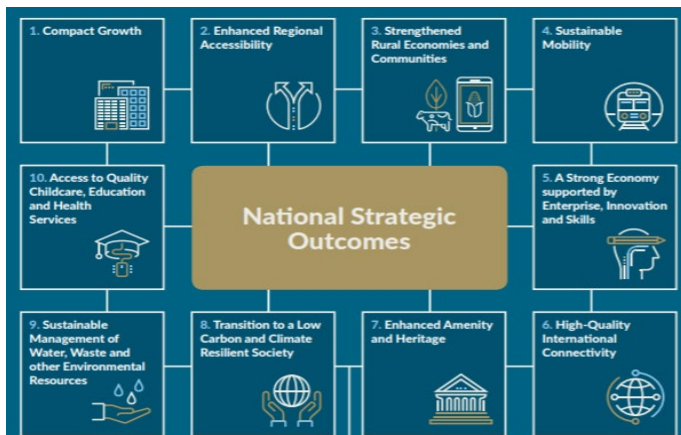 1. Compact Growth
2. Enhanced Regional
Accessibility
3. Strengthened
Rural Economies and
Communities
4. Sustainable
Mobility
10. Access to Quality
Childcare, Education
and Health
Services
National Strategic
Outcomes
5. A Strong Economy
supported by
Enterprise, Innovation
and Skills
9. Sustainable
Management of
Water, Waste and
other Environmental
Resources
8. Transition to a Low
Carbon and Climate
Resilient Society
7. Enhanced Amenity
and Heritage
6. High-Quality
International
Connectivity